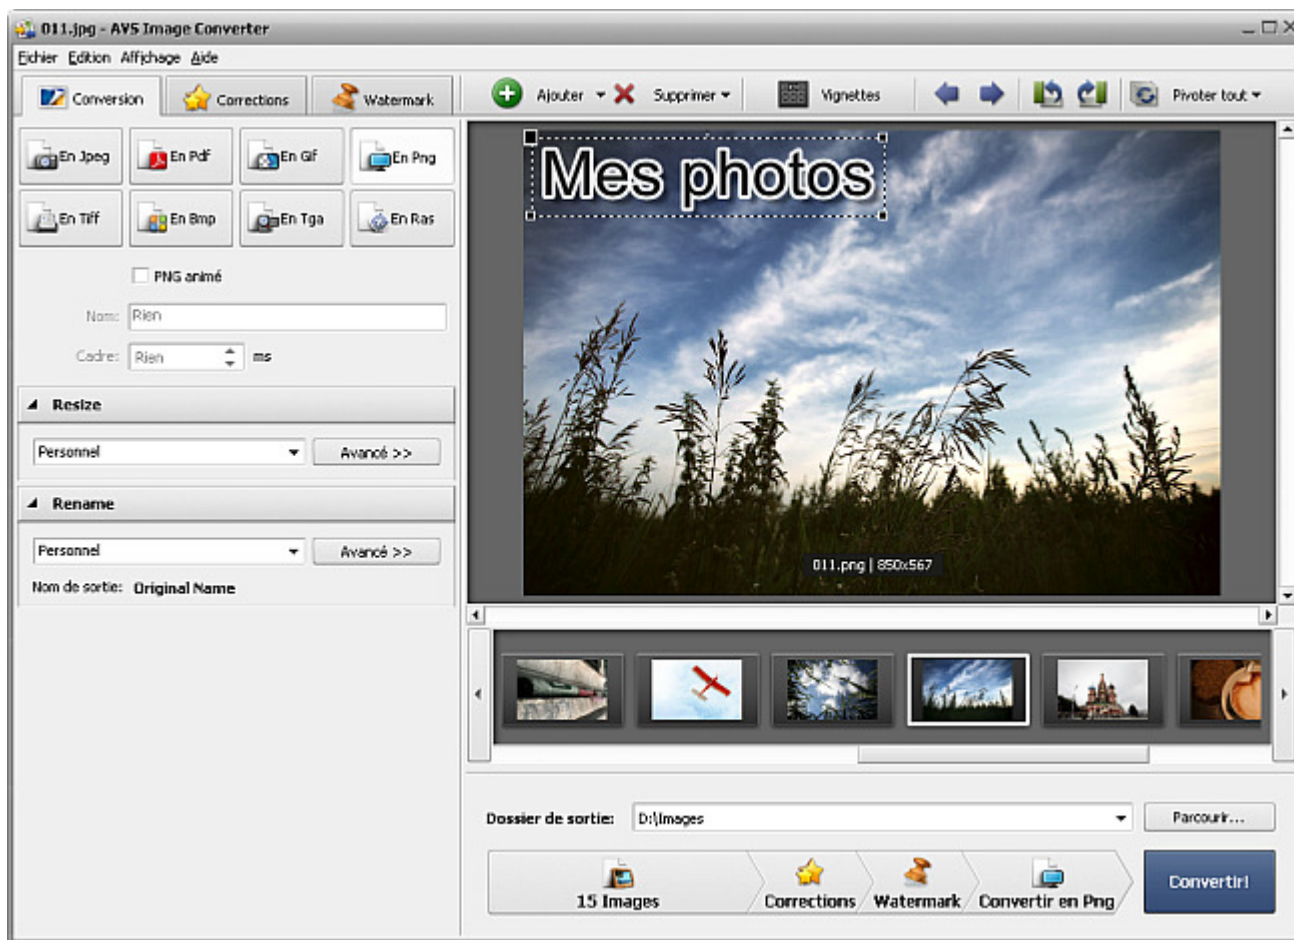 011.jpg - AVS Image Converter
Fichier Edition Affichage Aide
Conversion Corrections Watermark
Ajouter Supprimer Vignettes Pivoter tout
En Jpeg En Pdf En Gif En Png
En Tiff En Bmp En Tga En Ras
PNG animé
Nom: Rien
Cadre: Rien ms
Resize
Personnel Avancé >>
Rename
Personnel Avancé >>
Nom de sortie: Original Name
Mes photos
011.png | 850x567
Dossier de sortie: D:\Images Parcourir...
15 Images Corrections Watermark Convertir en Png Convertir!